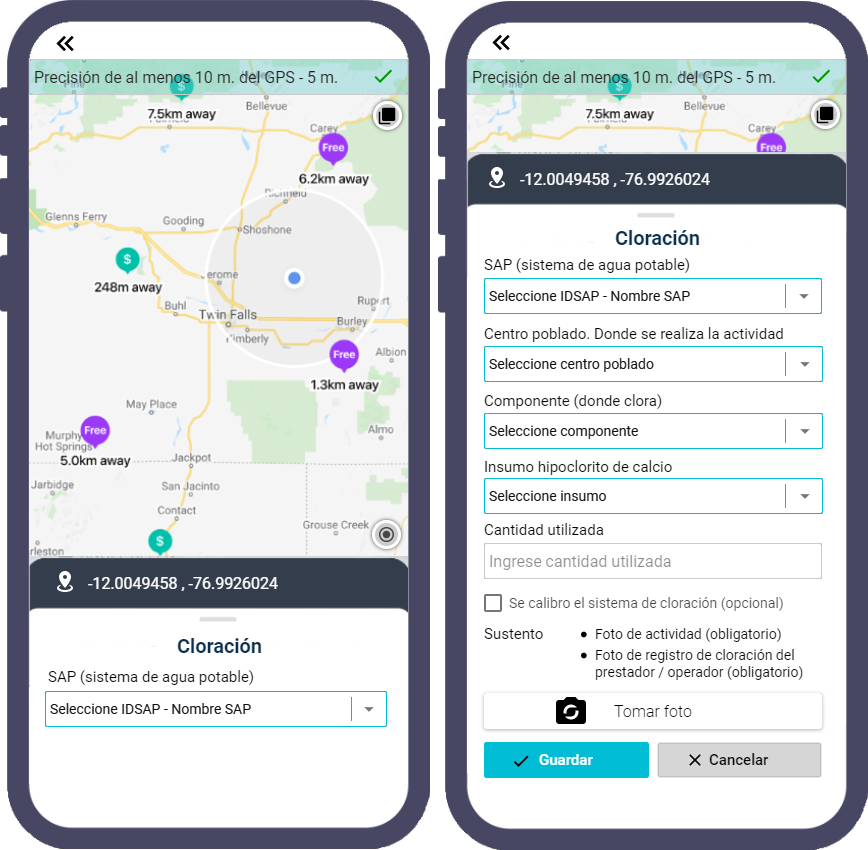 Precisión de al menos 10 m. del GPS - 5 m.
$
7.5km away
Bellevue
Carey
Free
6.2km away
Richfield
Glenns Ferry
Gooding
Shoshone
$
248m away
Jerome
Buhl
Rupert
Twin Falls
Burley
Kimberly
Free
Albion
1.3km away
May Place
Free
Almo
Murphy
Hot Springs
5.0km away
Jackpot
Jarbidge
San Jacinto
Contact
Grouse Creek
$
-12.0049458 , -76.9926024
Cloración
SAP (sistema de agua potable)
Seleccione IDSAP - Nombre SAP
Precisión de al menos 10 m. del GPS - 5 m.
$
7.5km away
Bellevue
Carey
Free
-12.0049458 , -76.9926024
Cloración
SAP (sistema de agua potable)
Seleccione IDSAP - Nombre SAP
Centro poblado. Donde se realiza la actividad
Seleccione centro poblado
Componente (donde clora)
Seleccione componente
Insumo hipoclorito de calcio
Seleccione insumo
Cantidad utilizada
Ingrese cantidad utilizada
Se calibro el sistema de cloración (opcional)
Sustento
• Foto de actividad (obligatorio)
• Foto de registro de cloración del
prestador / operador (obligatorio)
Tomar foto
Guardar
Cancelar